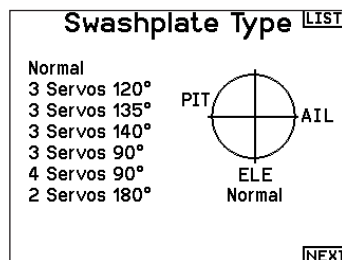 Swashplate Type LIST
Normal
3 Servos 120°
3 Servos 135°
3 Servos 140°
3 Servos 90°
4 Servos 90°
2 Servos 180°
PIT
AIL
ELE
Normal
NEXT